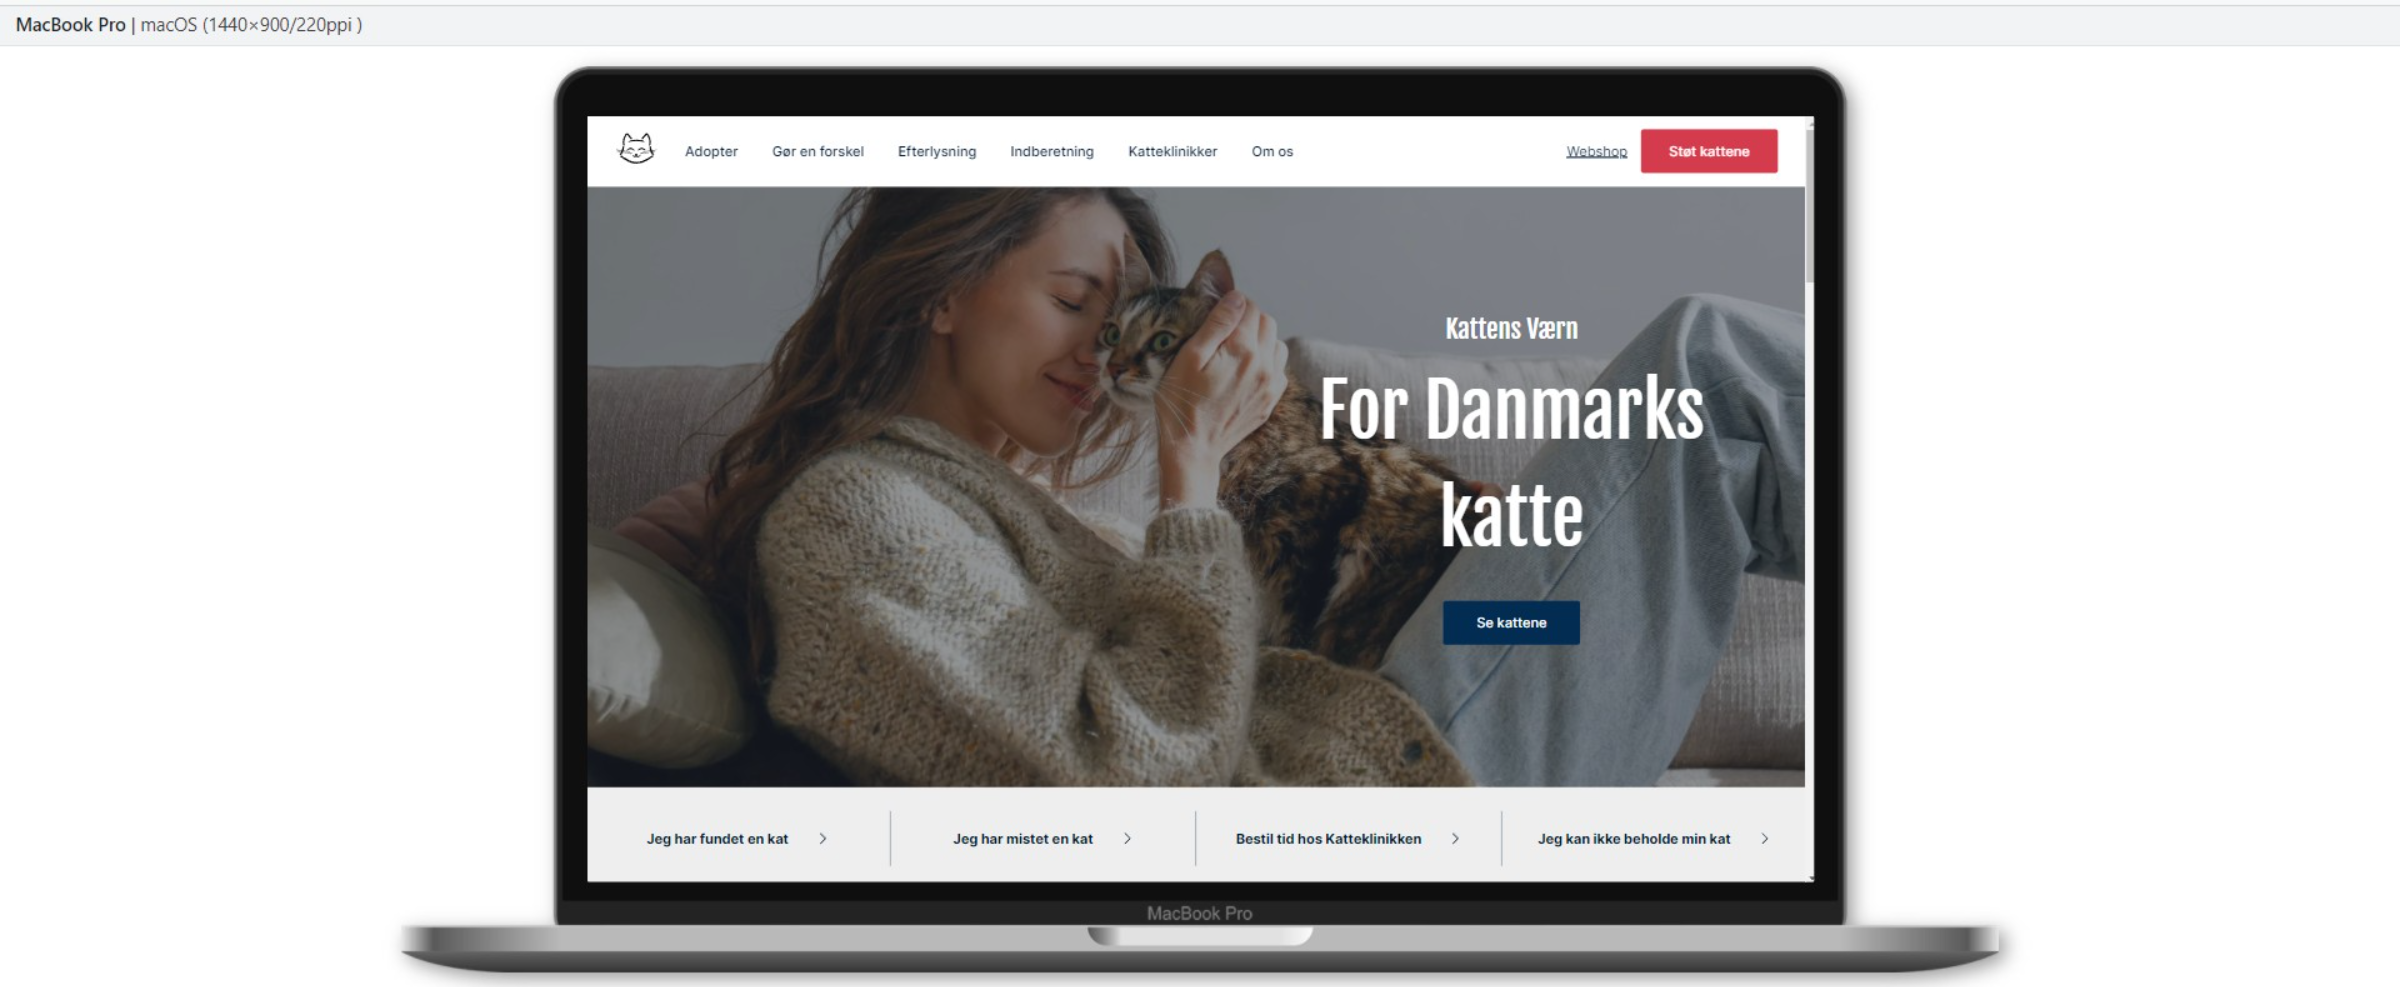 MacBook Pro | macOS (1440×900/220ppi )
Adopter Gør en forskel Efterlysning Indberetning Katteklinikker Om os Webshop Støt kattene
Kattens Værn
For Danmarks
katte
Se kattene
Jeg har fundet en kat Jeg har mistet en kat Bestil tid hos Katteklinikken Jeg kan ikke beholde min kat
MacBook Pro